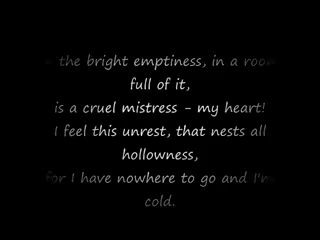 the bright emptiness, in a room
full of it,
is a cruel mistress - my heart!
I feel this unrest, that nests all
hollowness,
for I have nowhere to go and I'm
cold.